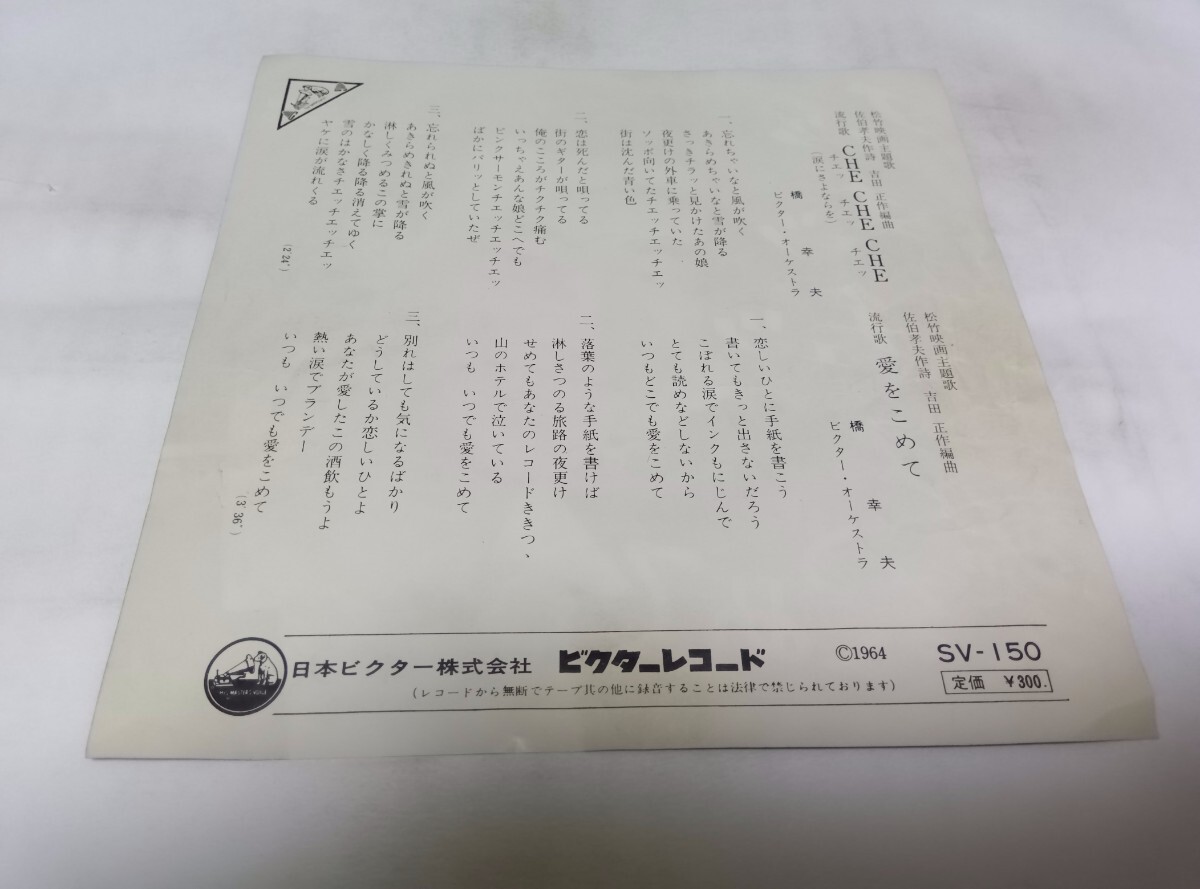 松竹映画主題歌
佐伯孝夫作詩 吉田 正作編曲
流行歌 CHE CHE CHE
チェッ チェッ チェッ
(涙にさよならを)
橋 幸夫
ビクター・オーケストラ
一、忘れちゃいなと風が吹く
あきらめちゃいなと雪が降る
さっきチラッと見かけたあの娘
夜更けの外車に乗っていた
ソッポ向いてたチエッチエッチエッ
街は沈んだ青い色
二、恋は死んだと唄ってる
街のギターが唄ってる
俺のこころがチクチク痛む
いっちゃえあんな娘どこへでも
ピンクサーモンチエッチエッチエッ
ばかにパリッとしていたぜ
三、忘れられぬと風が吹く
あきらめきれぬと雪が降る
淋しくみつめるこの掌に
かなしく降る降る消えてゆく
雪のはかなさチエッチエッチエッ
ヤケに涙が流れくる
(2'24")
松竹映画主題歌
佐伯孝夫作詩 吉田 正作編曲
流行歌 愛をこめて
橋 幸夫
ビクター・オーケストラ
一、恋しいひとに手紙を書こう
書いてもきっと出さないだろう
こぼれる涙でインクもにじんで
とても読めなどしないから
いつもどこでも愛をこめて
二、落葉のような手紙を書けば
淋しさつのる旅路の夜更け
せめてもあなたのレコードききつゝ
山のホテルで泣いている
いつも いつでも愛をこめて
三、別れはしても気になるばかり
どうしているか恋しいひとよ
あなたが愛したこの酒飲もうよ
熱い涙でブランデー
いつも いつでも愛をこめて
(3'36")
HIS MASTER'S VOICE
日本ビクター株式会社 ビクターレコード ©1964 SV-150
(レコードから無断でテープ其の他に録音することは法律で禁じられております)
定価 ¥300.